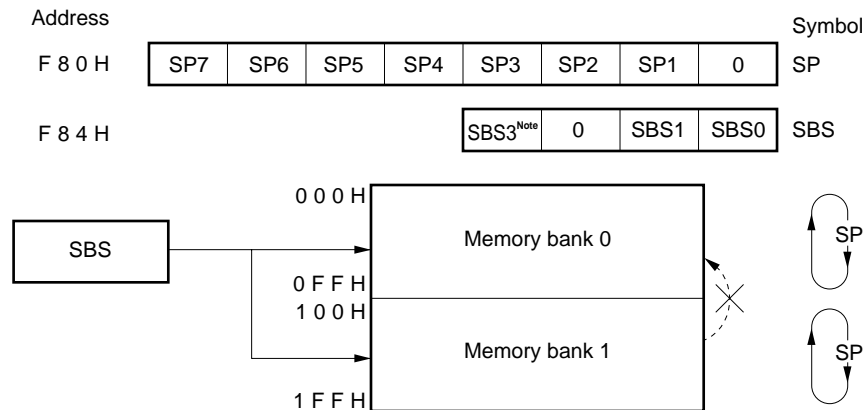 Address Symbol
F 8 0 H SP7 SP6 SP5 SP4 SP3 SP2 SP1 0 SP
F 8 4 H SBS3Note 0 SBS1 SBS0 SBS
0 0 0 H
SBS Memory bank 0 SP
0 F F H
1 0 0 H
Memory bank 1 SP
1 F F H